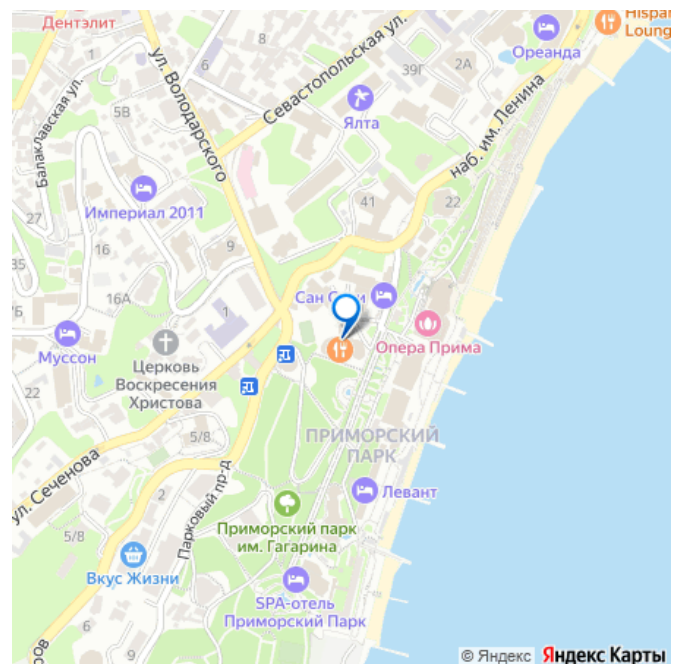 Дентэлит
Hispan
Loung
Ореанда
8
6
39Г
2А
1
5В
Балаклавская ул.
ул. Володарского
Севастопольская ул.
Ялта
наб. им. Ленина
Империал 2011
41
22
27
16
9
35
16А
1
Сан
Опера Прима
Муссон
Церковь
Воскресения
Христова
22
5/8
ПРИМОРСКИЙ
ПАРК
Левант
ул. Сеченова
2
5/8
Парковый пр-д
Приморский парк
им. Гагарина
Вкус Жизни
SPA-отель
Приморский Парк
6
9
ров
© Яндекс Яндекс Карты